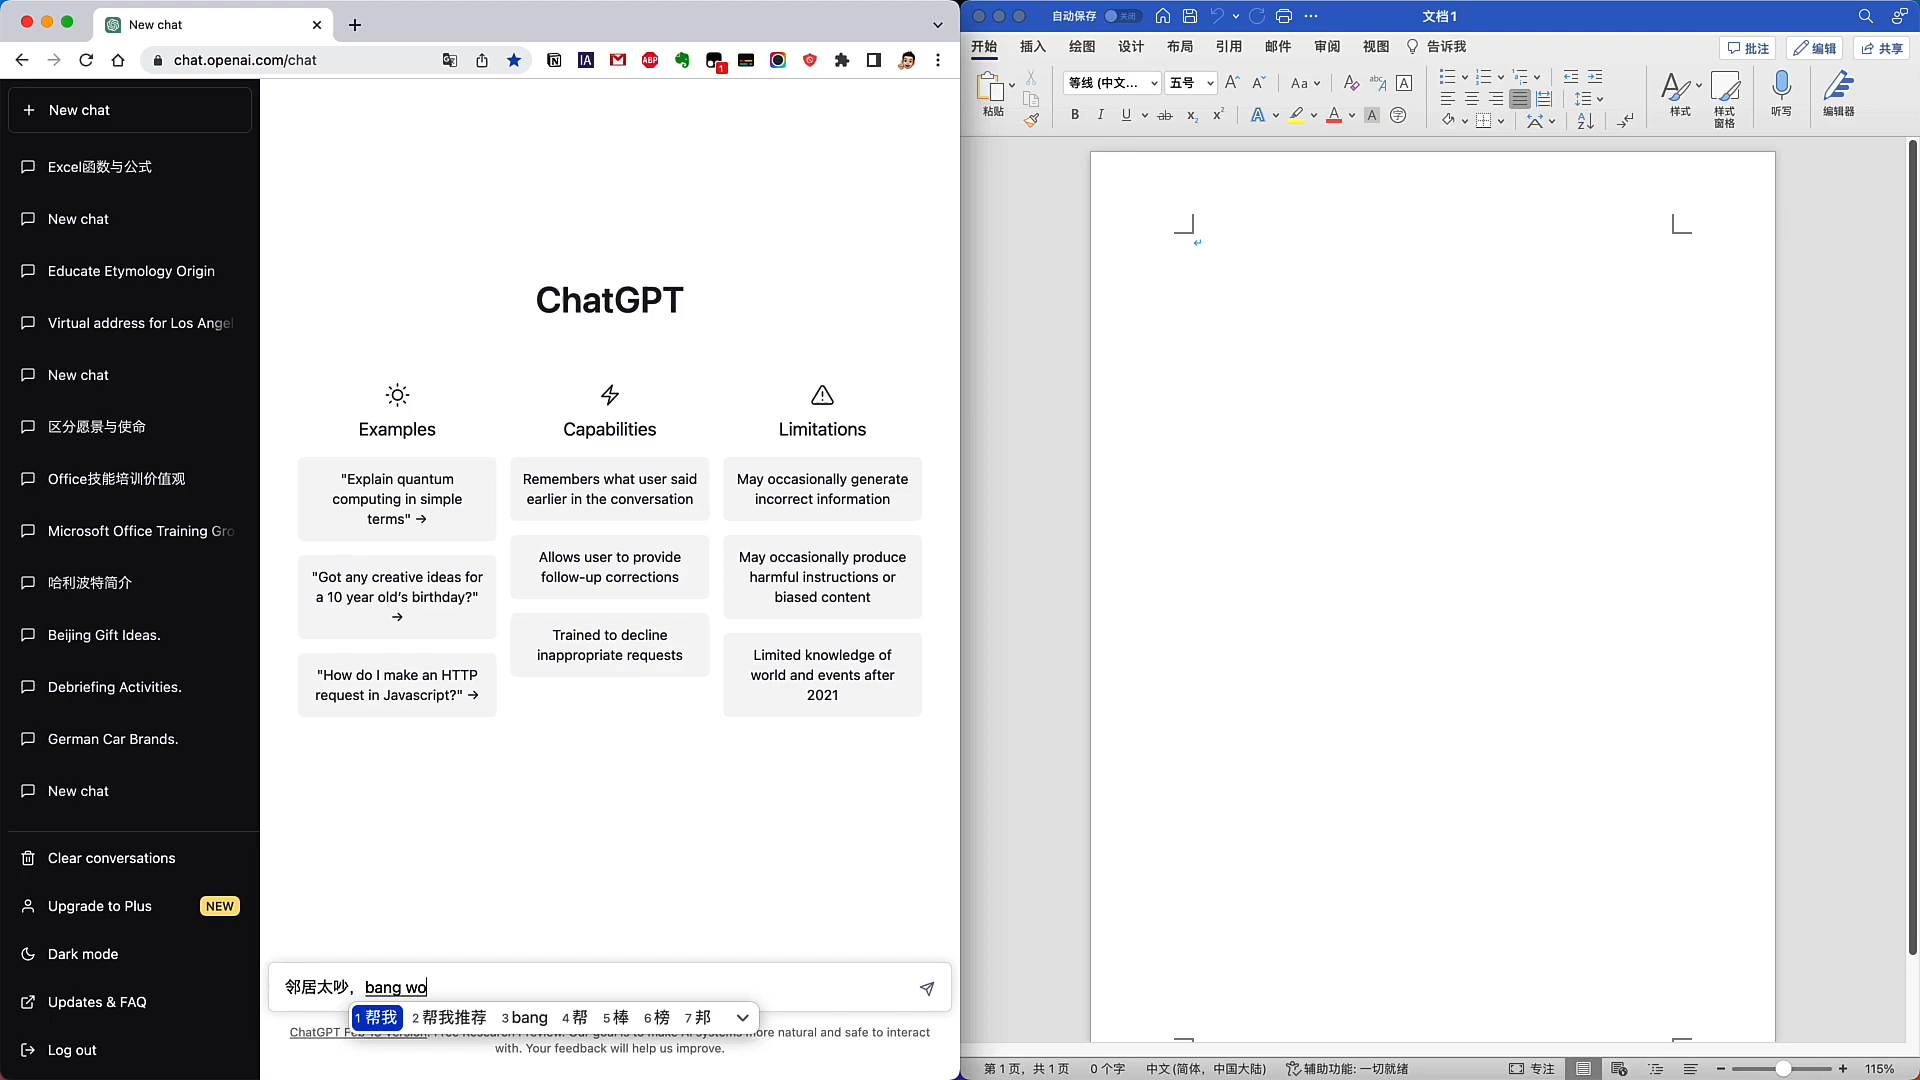 New chat
chat.openai.com/chat
New chat
Excel函数与公式
New chat
Educate Etymology Origin
Virtual address for Los Angel
New chat
区分愿景与使命
Office技能培训价值观
Microsoft Office Training Gro
哈利波特简介
Beijing Gift Ideas.
Debriefing Activities.
German Car Brands.
New chat
Clear conversations
Upgrade to Plus NEW
Dark mode
Updates & FAQ
Log out
ChatGPT
Examples
"Explain quantum
computing in simple
terms" →
"Got any creative ideas for
a 10 year old's birthday?"
→
"How do I make an HTTP
request in Javascript?" →
Capabilities
Remembers what user said
earlier in the conversation
Allows user to provide
follow-up corrections
Trained to decline
inappropriate requests
Limitations
May occasionally generate
incorrect information
May occasionally produce
harmful instructions or
biased content
Limited knowledge of
world and events after
2021
邻居太吵，bang wo
1 帮我 2 帮我推荐 3 bang 4 帮 5 棒 6 榜 7 邦
ChatGPT more natural and safe to interact
with. Your feedback will help us improve.
自动保存 关闭 文档1
开始 插入 绘图 设计 布局 引用 邮件 审阅 视图 告诉我 批注 编辑 共享
粘贴 等线 (中文... 五号 样式 样式 窗格 听写 编辑器
第1页，共1页 0个字 中文(简体，中国大陆) 辅助功能: 一切就绪 专注 115%